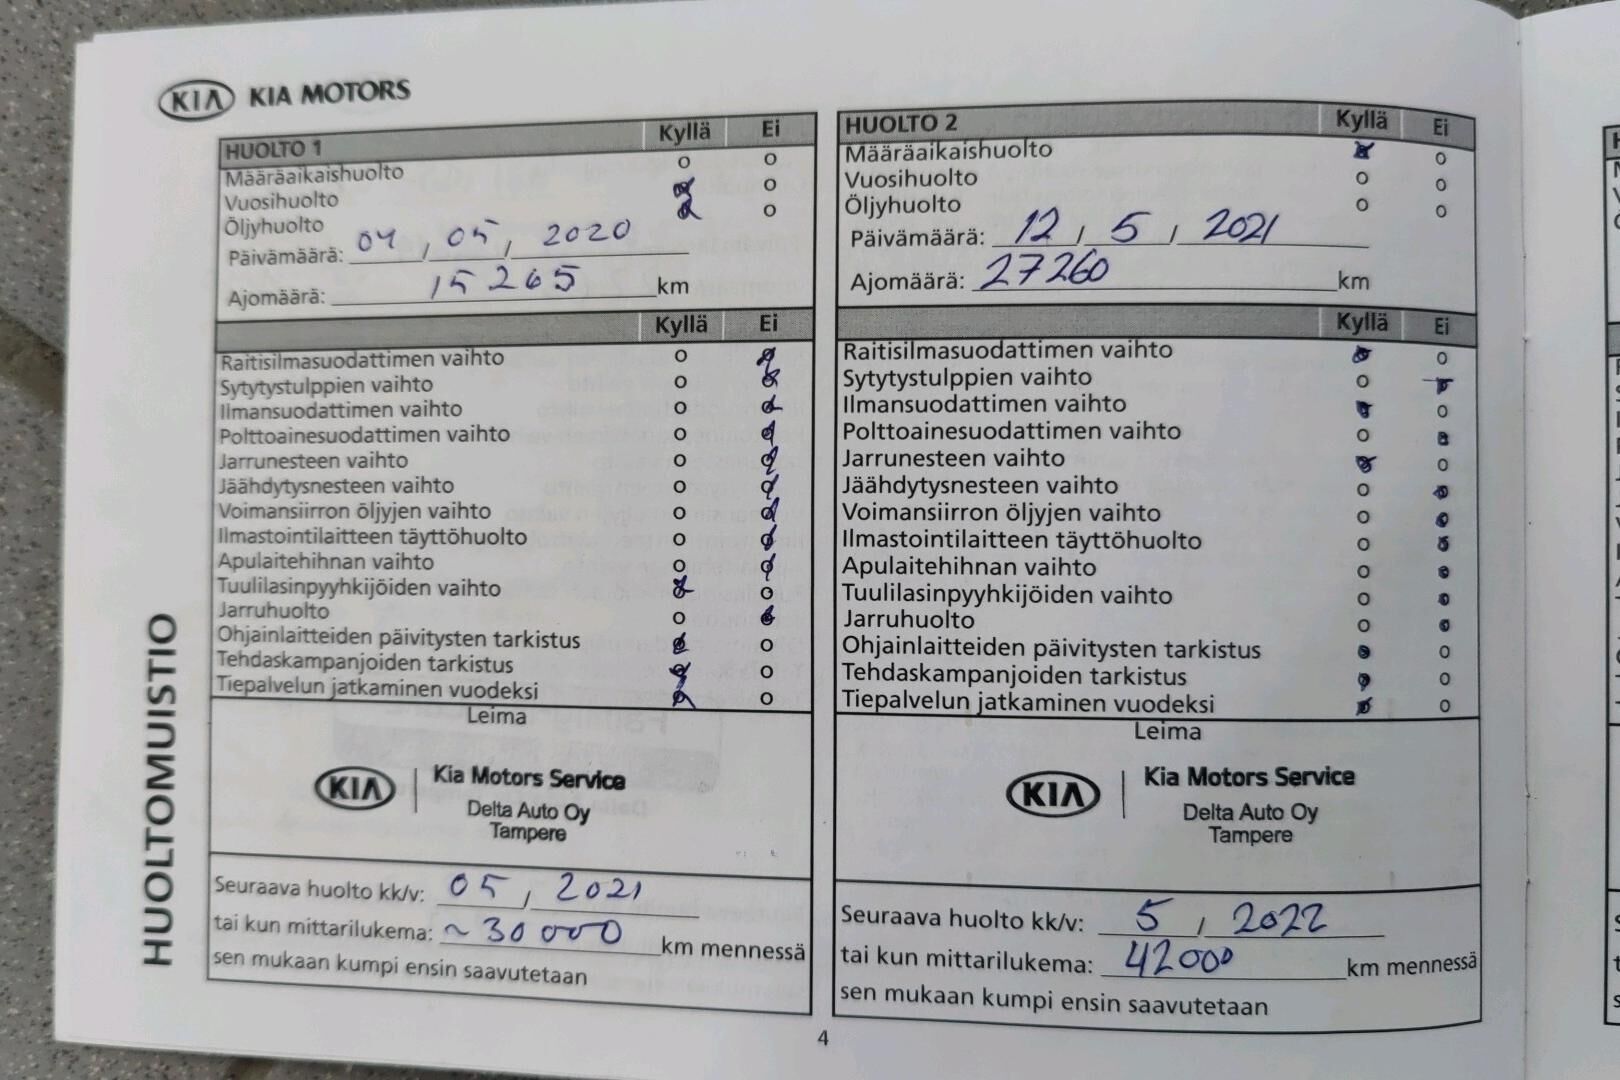 KIA KIA MOTORS
HUOLTOMUISTIO
HUOLTO 1 Kyllä Ei
Määräaikaishuolto o o
Vuosihuolto o
Öljyhuolto o
Päivämäärä: 04, 05, 2020
Ajomäärä: 15265 km
Kyllä Ei
Raitisilmasuodattimen vaihto o
Sytytystulppien vaihto o
Ilmansuodattimen vaihto o
Polttoainesuodattimen vaihto o
Jarrunesteen vaihto o
Jäähdytysnesteen vaihto o
Voimansiirron öljyjen vaihto o
Ilmastointilaitteen täyttöhuolto o
Apulaitehihnan vaihto o
Tuulilasinpyyhkijöiden vaihto o
Jarruhuolto o
Ohjainlaitteiden päivitysten tarkistus o
Tehdaskampanjoiden tarkistus o
Tiepalvelun jatkaminen vuodeksi o
Leima
KIA Kia Motors Service
Delta Auto Oy
Tampere
Seuraava huolto kk/v: 05, 2021
tai kun mittarilukema: ~30000 km mennessä
sen mukaan kumpi ensin saavutetaan
HUOLTO 2 Kyllä Ei
Määräaikaishuolto o
Vuosihuolto o o
Öljyhuolto o o
Päivämäärä: 12, 5, 2021
Ajomäärä: 27260 km
Kyllä Ei
Raitisilmasuodattimen vaihto o
Sytytystulppien vaihto o
Ilmansuodattimen vaihto o
Polttoainesuodattimen vaihto o
Jarrunesteen vaihto o
Jäähdytysnesteen vaihto o
Voimansiirron öljyjen vaihto o
Ilmastointilaitteen täyttöhuolto o
Apulaitehihnan vaihto o
Tuulilasinpyyhkijöiden vaihto o
Jarruhuolto o
Ohjainlaitteiden päivitysten tarkistus o
Tehdaskampanjoiden tarkistus o
Tiepalvelun jatkaminen vuodeksi o
Leima
KIA Kia Motors Service
Delta Auto Oy
Tampere
Seuraava huolto kk/v: 5, 2022
tai kun mittarilukema: 42000 km mennessä
sen mukaan kumpi ensin saavutetaan
4